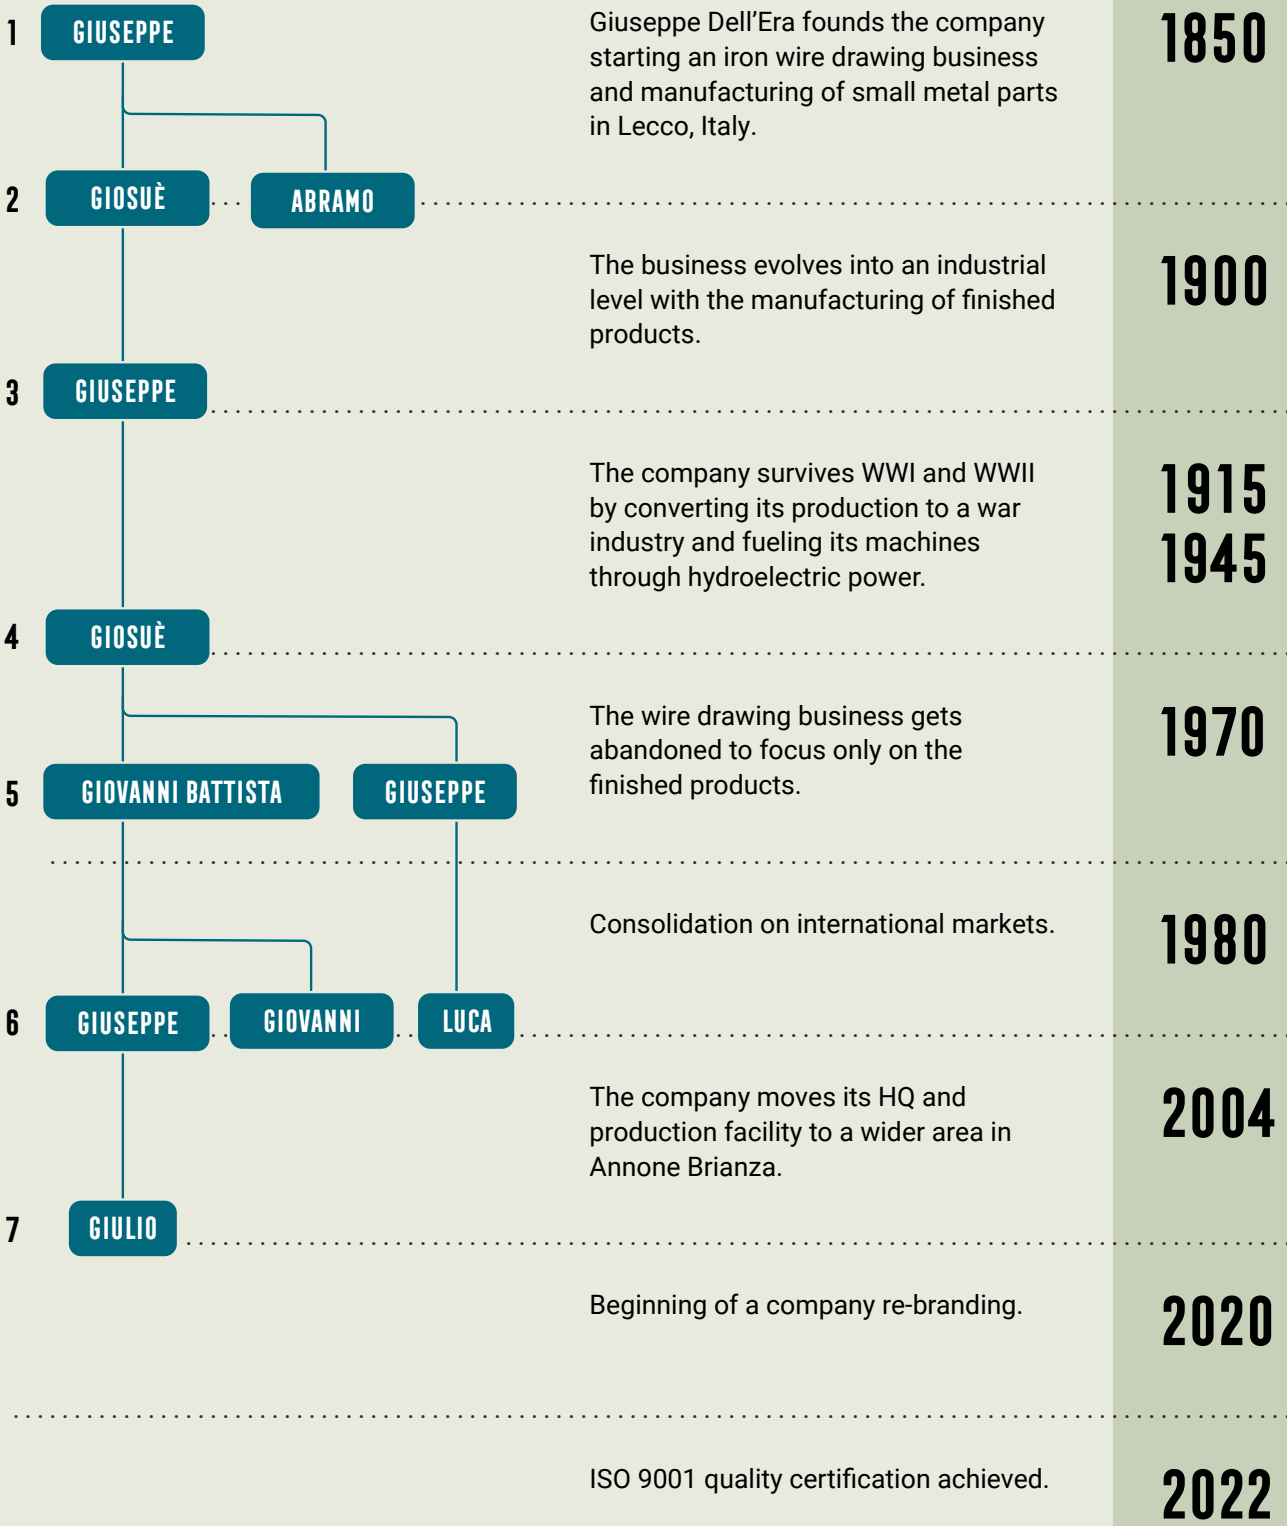 1
GIUSEPPE
Giuseppe Dell’Era founds the company
starting an iron wire drawing business
and manufacturing of small metal parts
in Lecco, Italy.
1850
2
GIOSUÈ
ABRAMO
The business evolves into an industrial
level with the manufacturing of finished
products.
1900
3
GIUSEPPE
The company survives WWI and WWII
by converting its production to a war
industry and fueling its machines
through hydroelectric power.
1915
1945
4
GIOSUÈ
The wire drawing business gets
abandoned to focus only on the
finished products.
1970
5
GIOVANNI BATTISTA
GIUSEPPE
Consolidation on international markets.
1980
6
GIUSEPPE
GIOVANNI
LUCA
The company moves its HQ and
production facility to a wider area in
Annone Brianza.
2004
7
GIULIO
Beginning of a company re-branding.
2020
ISO 9001 quality certification achieved.
2022